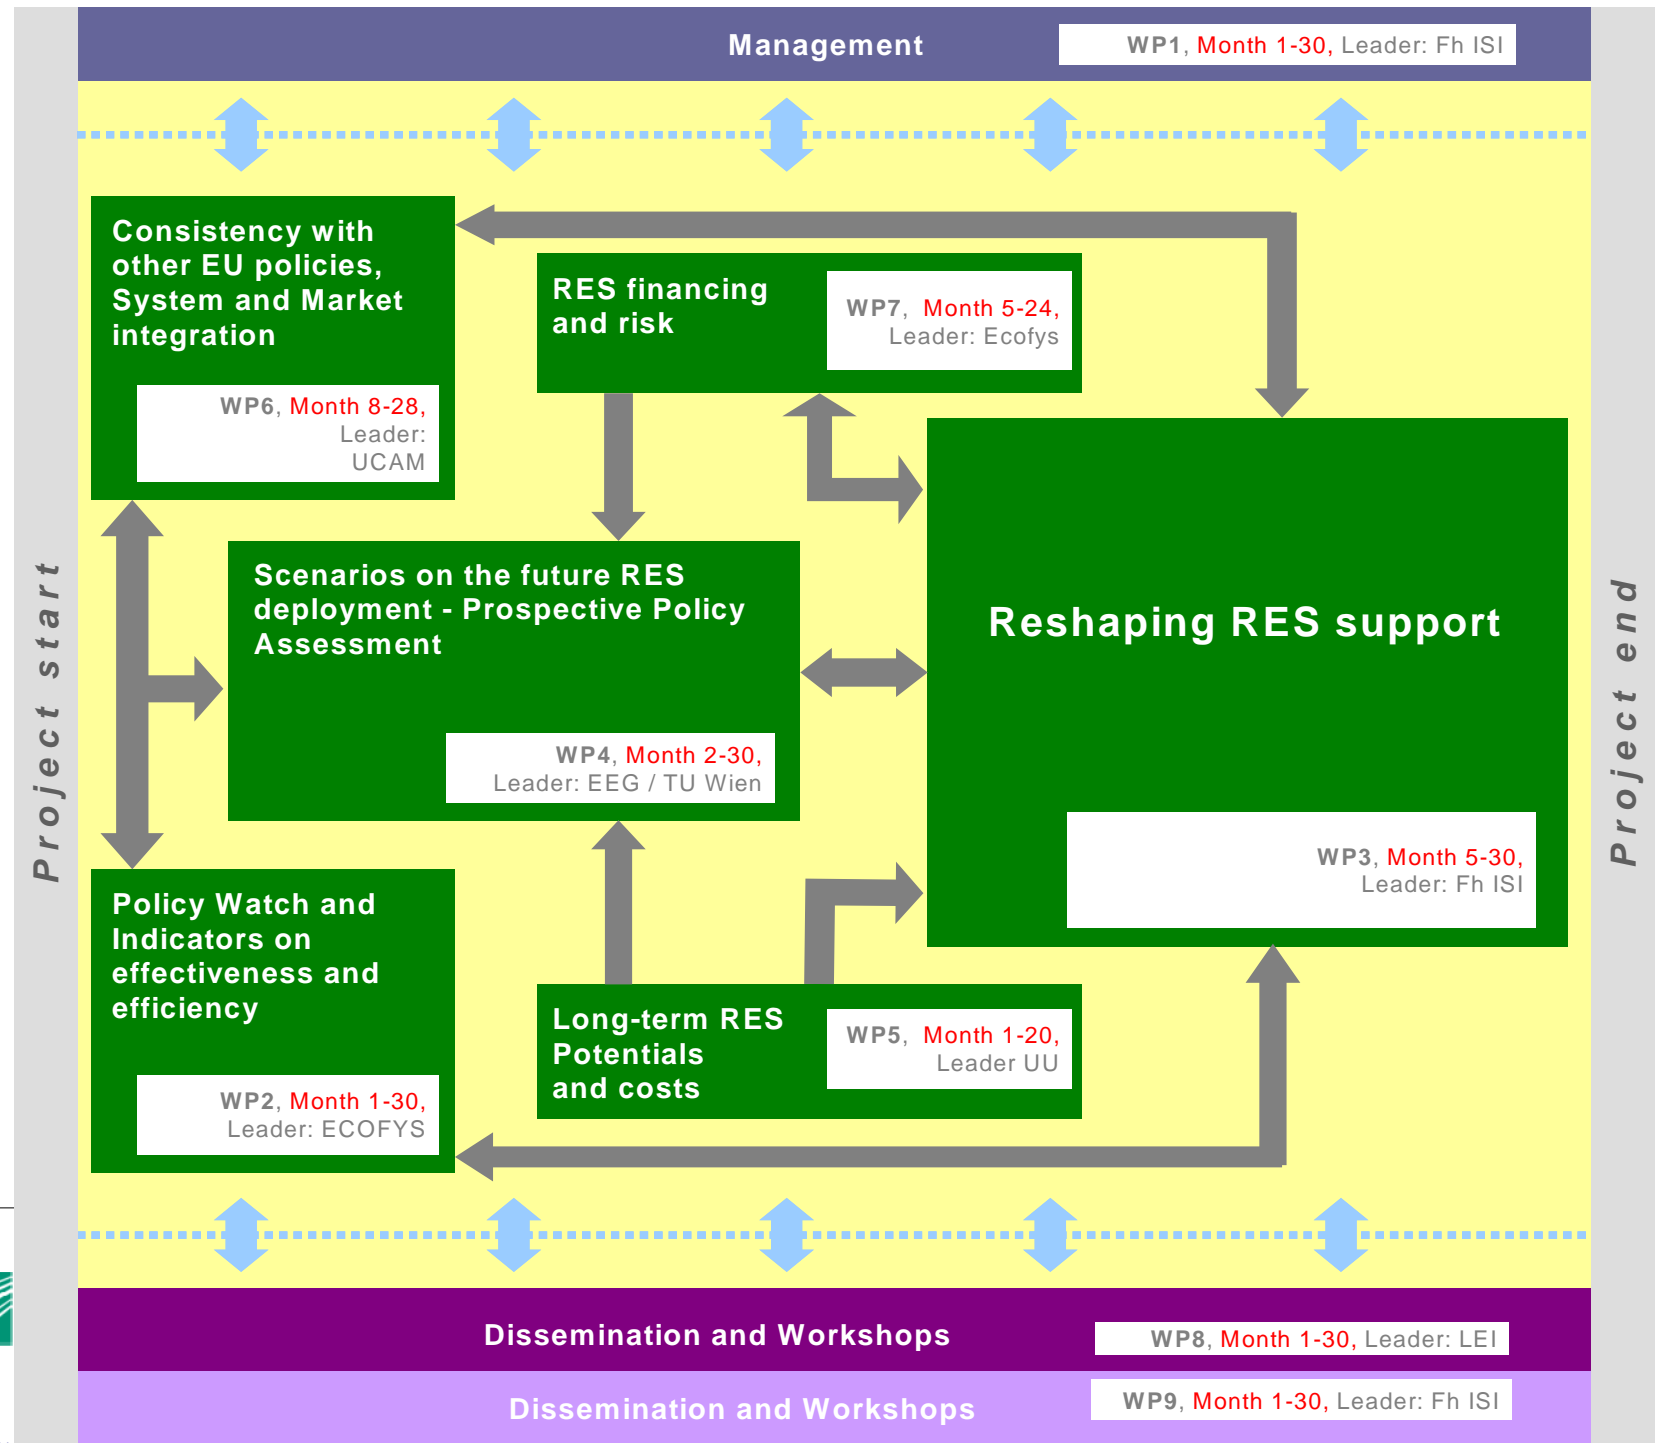 Management
WP1, Month 1-30, Leader: Fh ISI
Project start
Consistency with
other EU policies,
System and Market
integration
WP6, Month 8-28,
Leader:
UCAM
RES financing
and risk
WP7, Month 5-24,
Leader: Ecofys
Scenarios on the future RES
deployment - Prospective Policy
Assessment
WP4, Month 2-30,
Leader: EEG / TU Wien
Reshaping RES support
WP3, Month 5-30,
Leader: Fh ISI
Policy Watch and
Indicators on
effectiveness and
efficiency
WP2, Month 1-30,
Leader: ECOFYS
Long-term RES
Potentials
and costs
WP5, Month 1-20,
Leader UU
Project end
Dissemination and Workshops
WP8, Month 1-30, Leader: LEI
Dissemination and Workshops
WP9, Month 1-30, Leader: Fh ISI